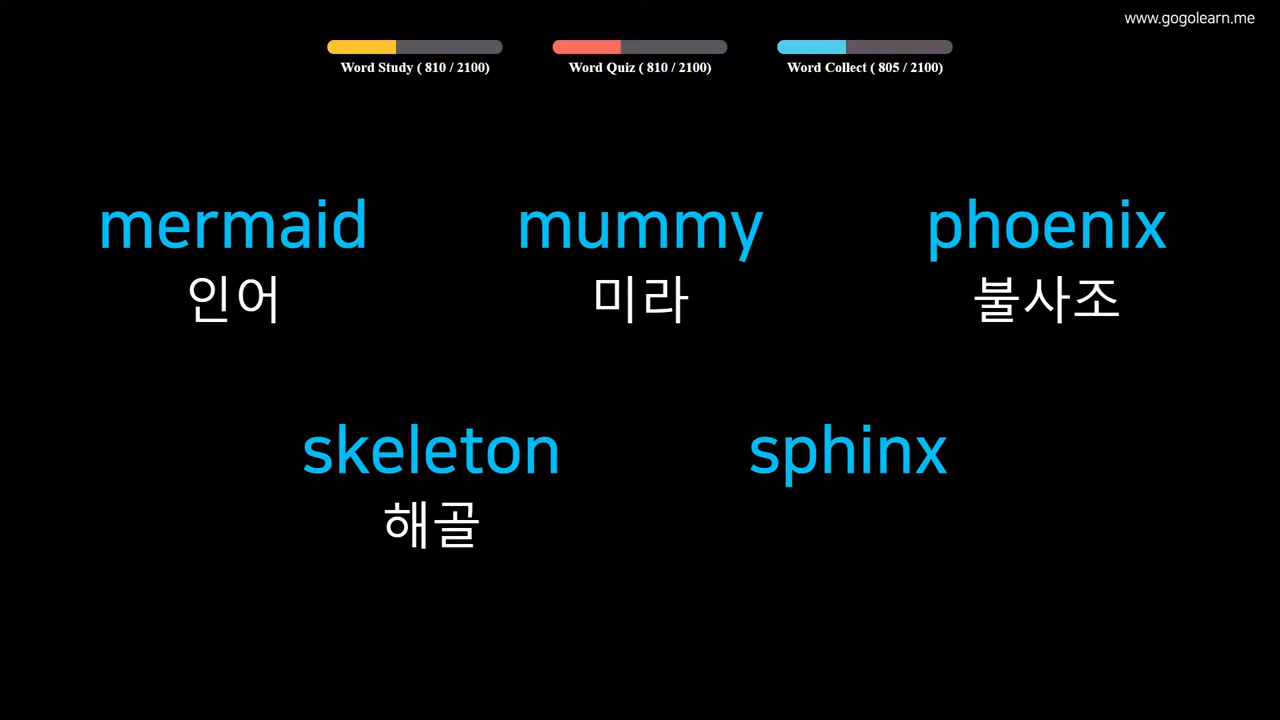 www.gogolearn.me
Word Study ( 810 / 2100)
Word Quiz ( 810 / 2100)
Word Collect ( 805 / 2100)
mermaid
인어
mummy
미라
phoenix
불사조
skeleton
해골
sphinx